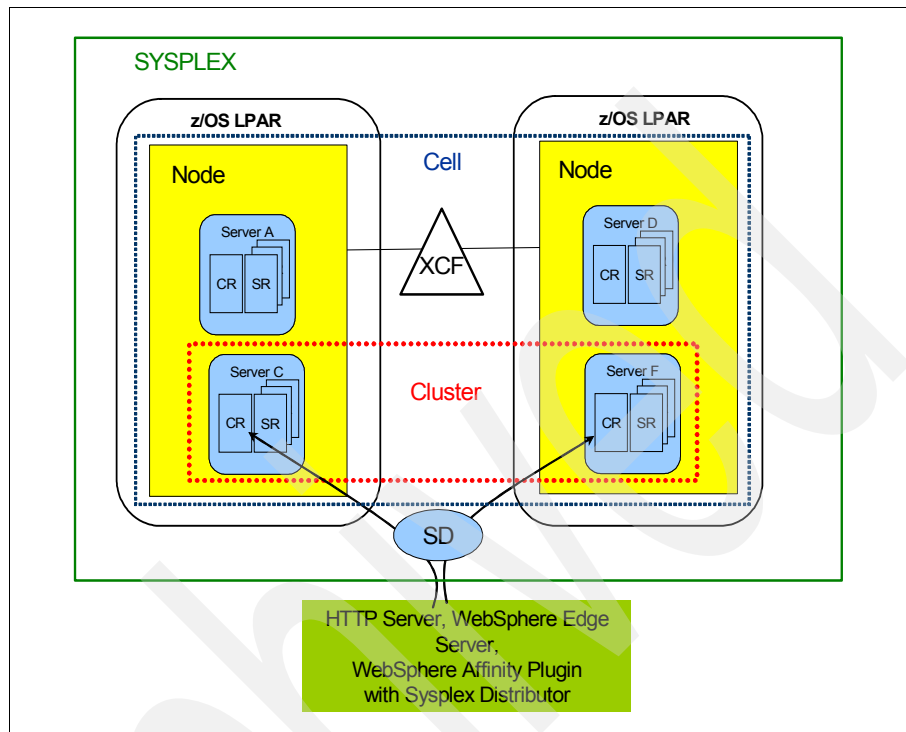 SYSPLEX
z/OS LPAR
z/OS LPAR
Cell
Node
Node
Server A
CR
SR
XCF
Server D
CR
SR
Cluster
Server C
CR
SR
Server F
CR
SR
SD
HTTP Server, WebSphere Edge
Server,
WebSphere Affinity Plugin
with Sysplex Distributor